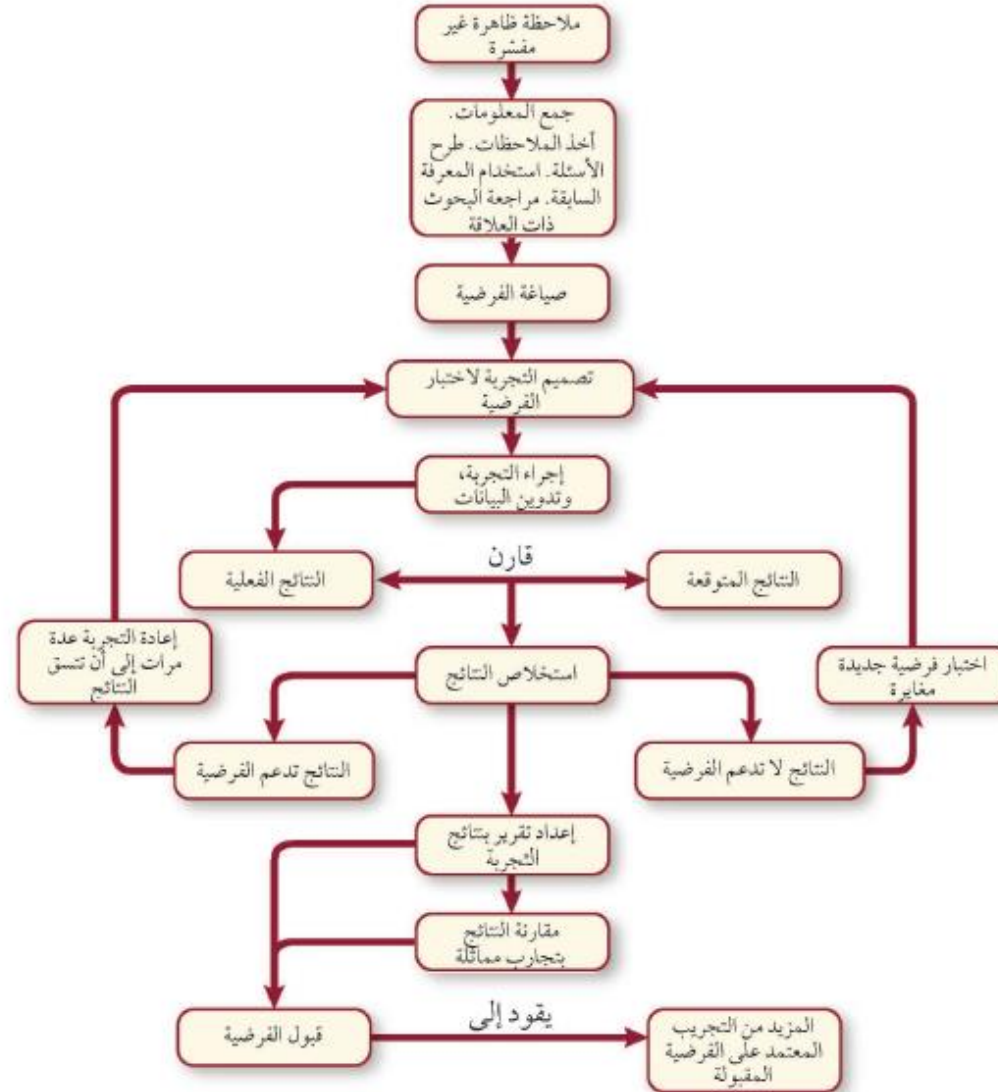 ملاحظة ظاهرة غير
مفسّرة
جمع المعلومات.
أخذ الملاحظات. طرح
الأسئلة. استخدام المعرفة
السابقة. مراجعة البحوث
ذات العلاقة
صياغة الفرضية
تصميم التجربة لاختبار
الفرضية
إجراء التجربة،
وتدوين البيانات
قارن
النتائج المتوقعة
النتائج الفعلية
استخلاص النتائج
اختبار فرضية جديدة
مغايرة
إعادة التجربة عدة
مرات إلى أن تتسق
النتائج
النتائج لا تدعم الفرضية
النتائج تدعم الفرضية
إعداد تقرير بنتائج
التجربة
مقارنة النتائج
بتجارب مماثلة
قبول الفرضية
يقود إلى
المزيد من التجريب
المعتمد على الفرضية
المقبولة